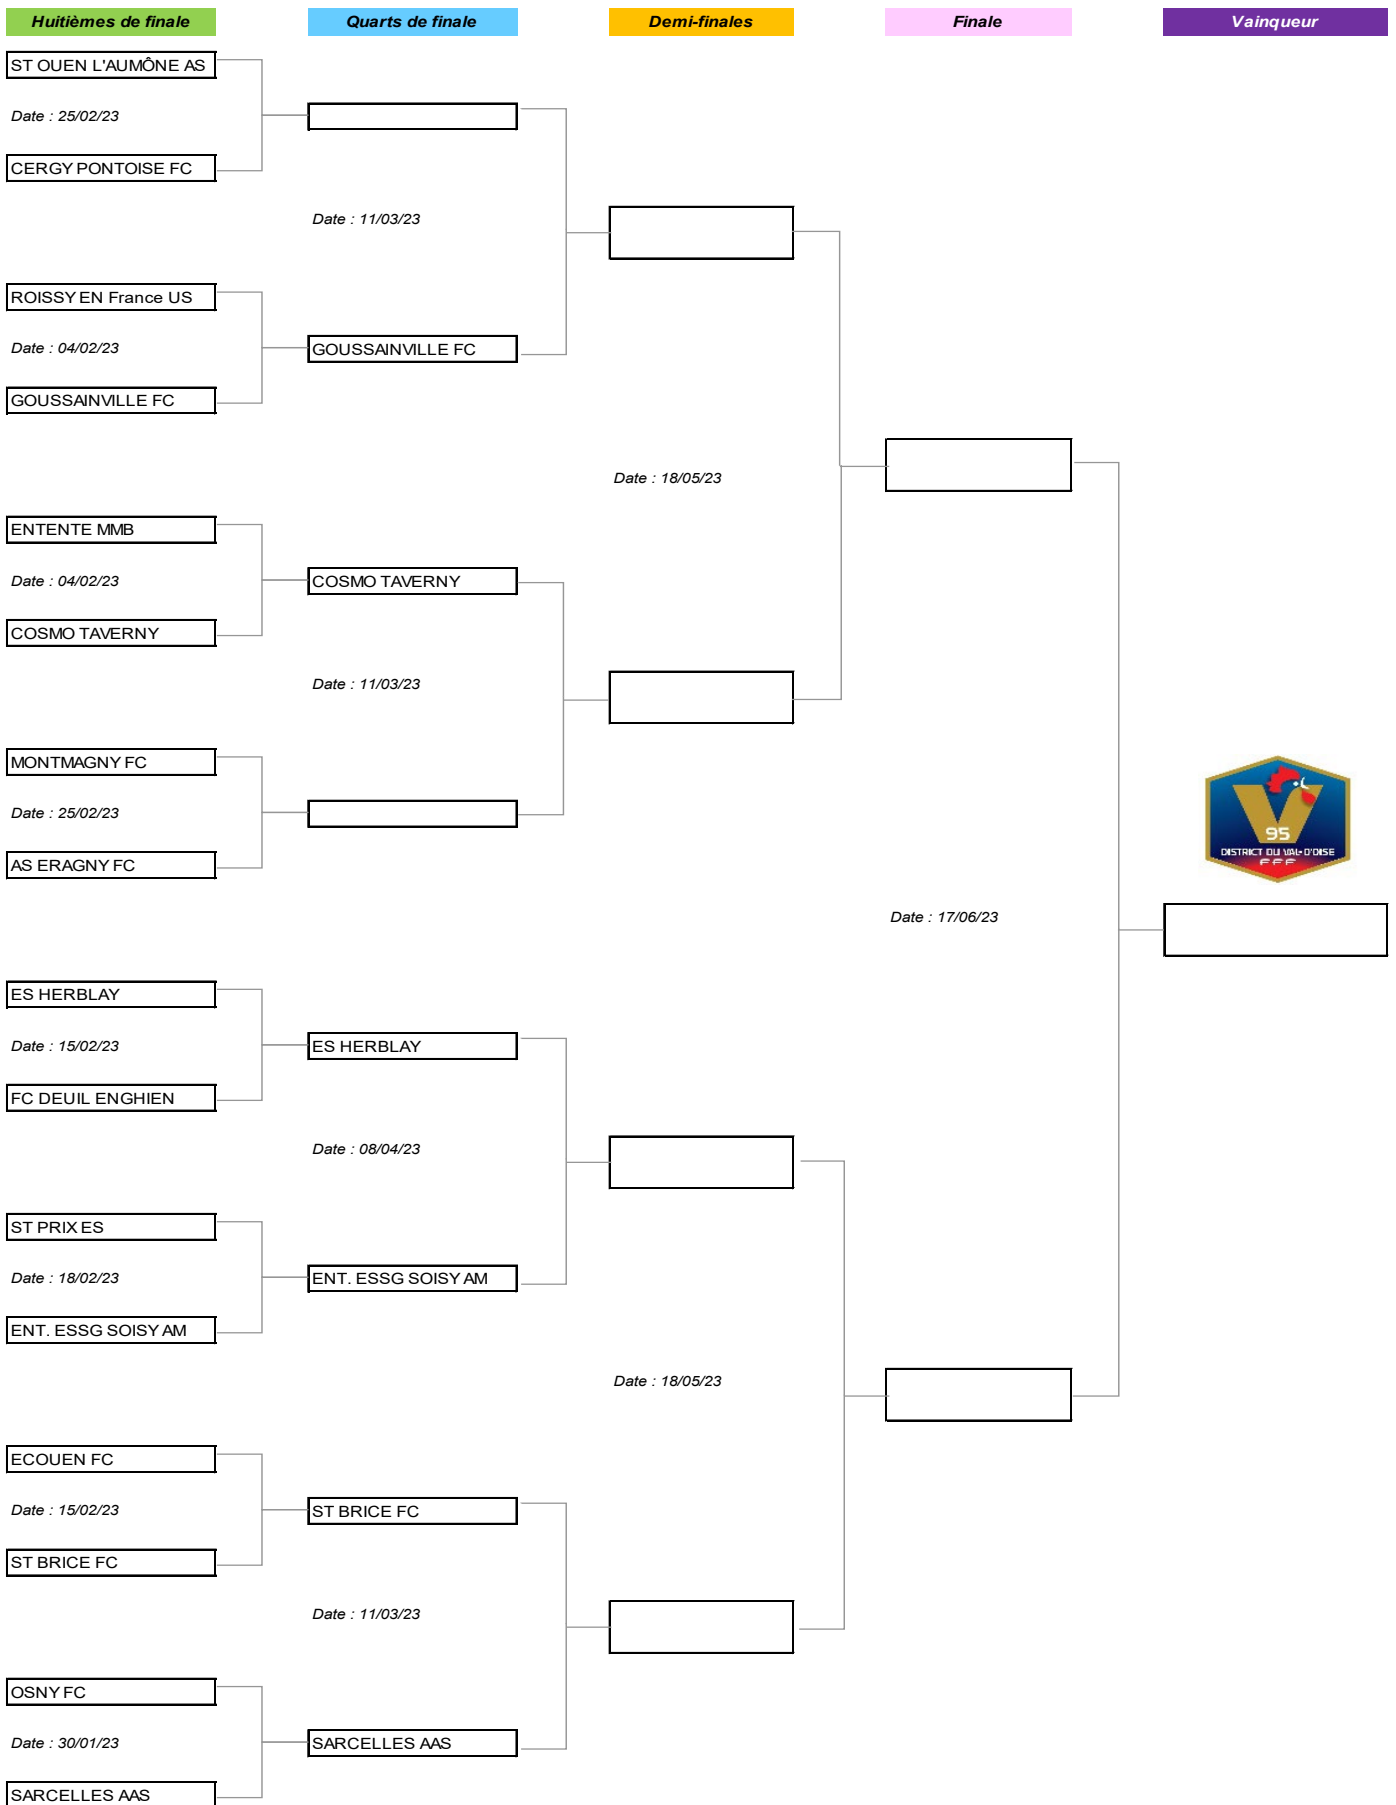 Huitièmes de finale
Quarts de finale
Demi-finales
Finale
Vainqueur
ST OUEN L'AUMÔNE AS
Date : 25/02/23
CERGY PONTOISE FC
Date : 11/03/23
ROISSY EN France US
Date : 04/02/23
GOUSSAINVILLE FC
GOUSSAINVILLE FC
Date : 18/05/23
ENTENTE MMB
Date : 04/02/23
COSMO TAVERNY
COSMO TAVERNY
Date : 11/03/23
MONTMAGNY FC
Date : 25/02/23
AS ERAGNY FC
95
DISTRICT DU VAL-D'OISE
FFF
Date : 17/06/23
ES HERBLAY
Date : 15/02/23
ES HERBLAY
FC DEUIL ENGHIEN
Date : 08/04/23
ST PRIX ES
Date : 18/02/23
ENT. ESSG SOISY AM
ENT. ESSG SOISY AM
Date : 18/05/23
ECOUEN FC
Date : 15/02/23
ST BRICE FC
ST BRICE FC
Date : 11/03/23
OSNY FC
Date : 30/01/23
SARCELLES AAS
SARCELLES AAS